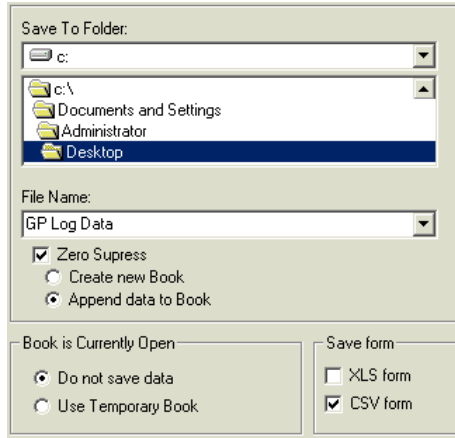 Save To Folder:
c:
c:\
Documents and Settings
Administrator
Desktop
File Name:
GP Log Data
Zero Supress
Create new Book
Append data to Book
Book is Currently Open
Do not save data
Use Temporary Book
Save form
XLS form
CSV form